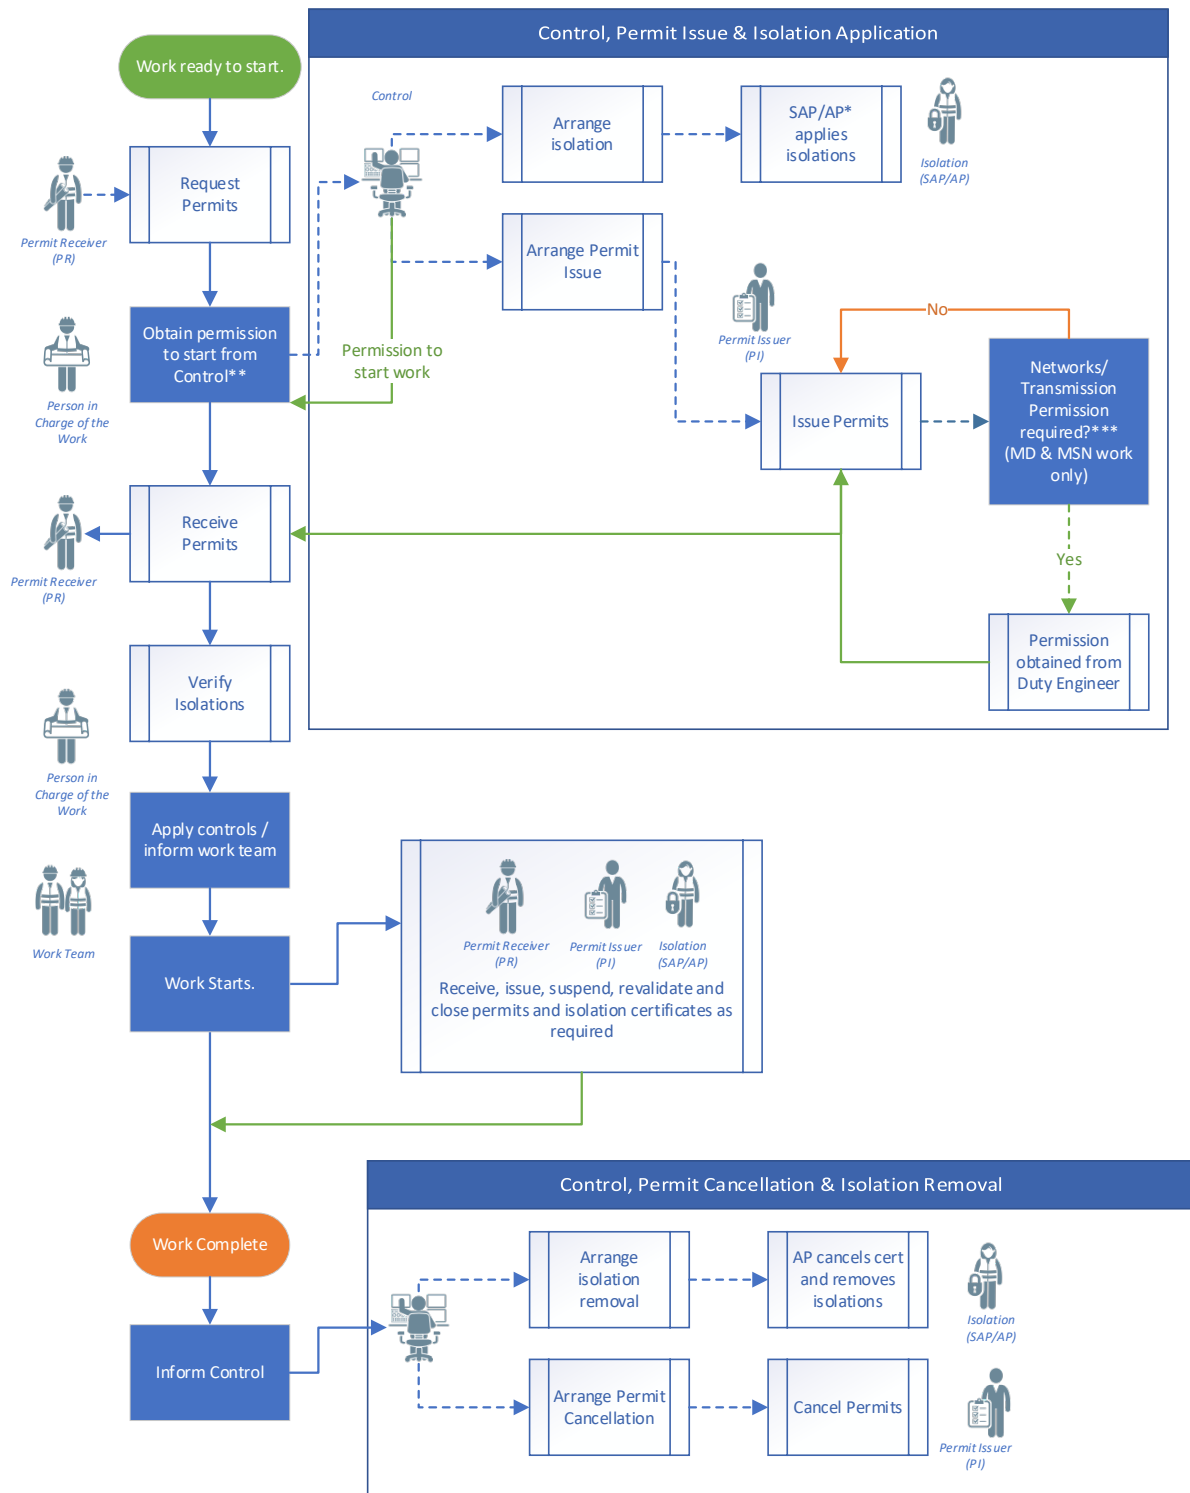 Control, Permit Issue & Isolation Application
Work ready to start.
Control
Arrange
isolation
SAP/AP*
applies
isolations
Isolation
(SAP/AP)
Request
Permits
Permit Receiver
(PR)
Arrange Permit
Issue
Permit Issuer
(PI)
No
Obtain permission
to start from
Control**
Person in
Charge of the
Work
Permission to
start work
Issue Permits
Networks/
Transmission
Permission
required?***
(MD & MSN work
only)
Receive
Permits
Permit Receiver
(PR)
Yes
Permission
obtained from
Duty Engineer
Verify
Isolations
Person in
Charge of the
Work
Apply controls /
inform work team
Work Team
Work Starts.
Permit Receiver
(PR)
Permit Issuer
(PI)
Isolation
(SAP/AP)
Receive, issue, suspend, revalidate and
close permits and isolation certificates as
required
Control, Permit Cancellation & Isolation Removal
Work Complete
Arrange
isolation
removal
AP cancels cert
and removes
isolations
Isolation
(SAP/AP)
Inform Control
Arrange Permit
Cancellation
Cancel Permits
Permit Issuer
(PI)